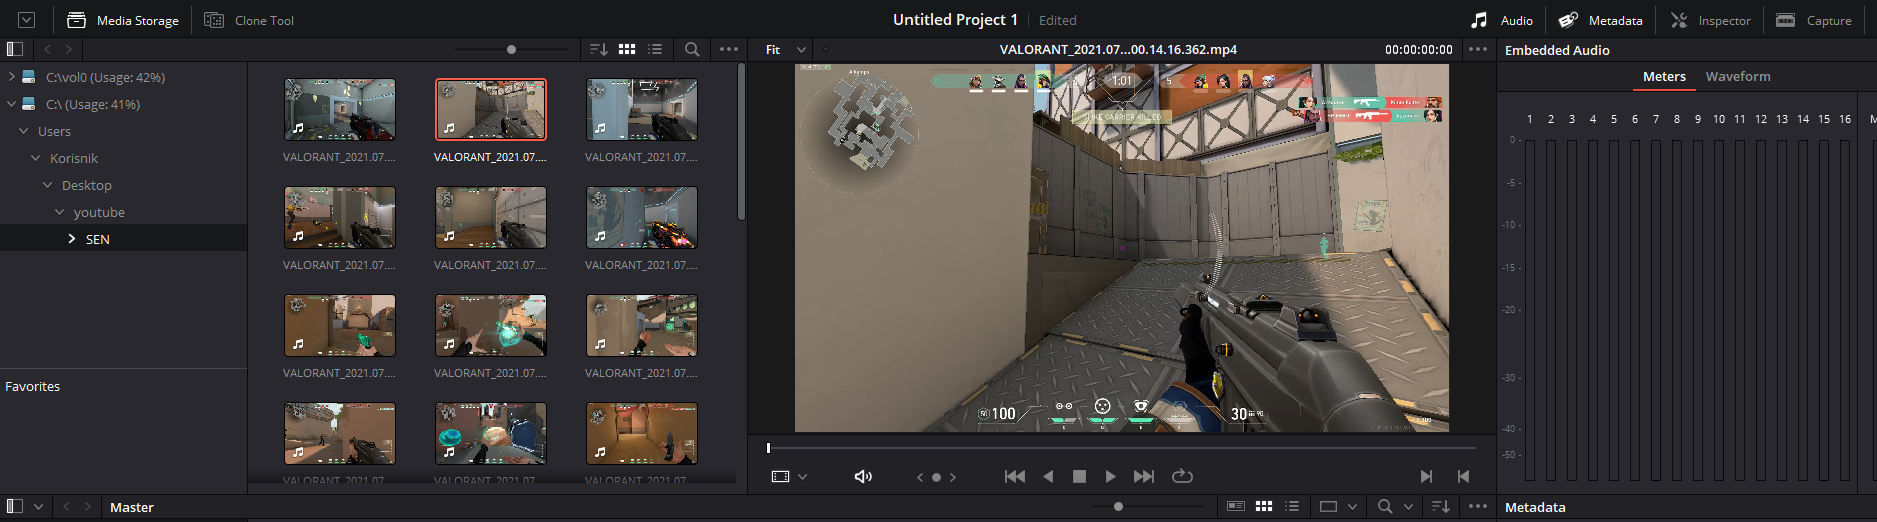 Media Storage Clone Tool Untitled Project 1 Edited Audio Metadata Inspector Capture
Fit VALORANT_2021.07...00.14.16.362.mp4 00:00:00:00 Embedded Audio
C:\vol0 (Usage: 42%)
C:\ (Usage: 41%)
Users
Korisnik
Desktop
youtube
SEN
Favorites
VALORANT_2021.07.... VALORANT_2021.07.... VALORANT_2021.07....
VALORANT_2021.07.... VALORANT_2021.07.... VALORANT_2021.07....
VALORANT_2021.07.... VALORANT_2021.07.... VALORANT_2021.07....
VALORANT_2021.07 VALORANT_2021.07 VALORANT_2021.07
1:01 5
SPIKE CARRIER KILLED
100 30 90
Meters Waveform
1 2 3 4 5 6 7 8 9 10 11 12 13 14 15 16 M
0
-5
-10
-15
-20
-30
-40
-50
Master
Metadata